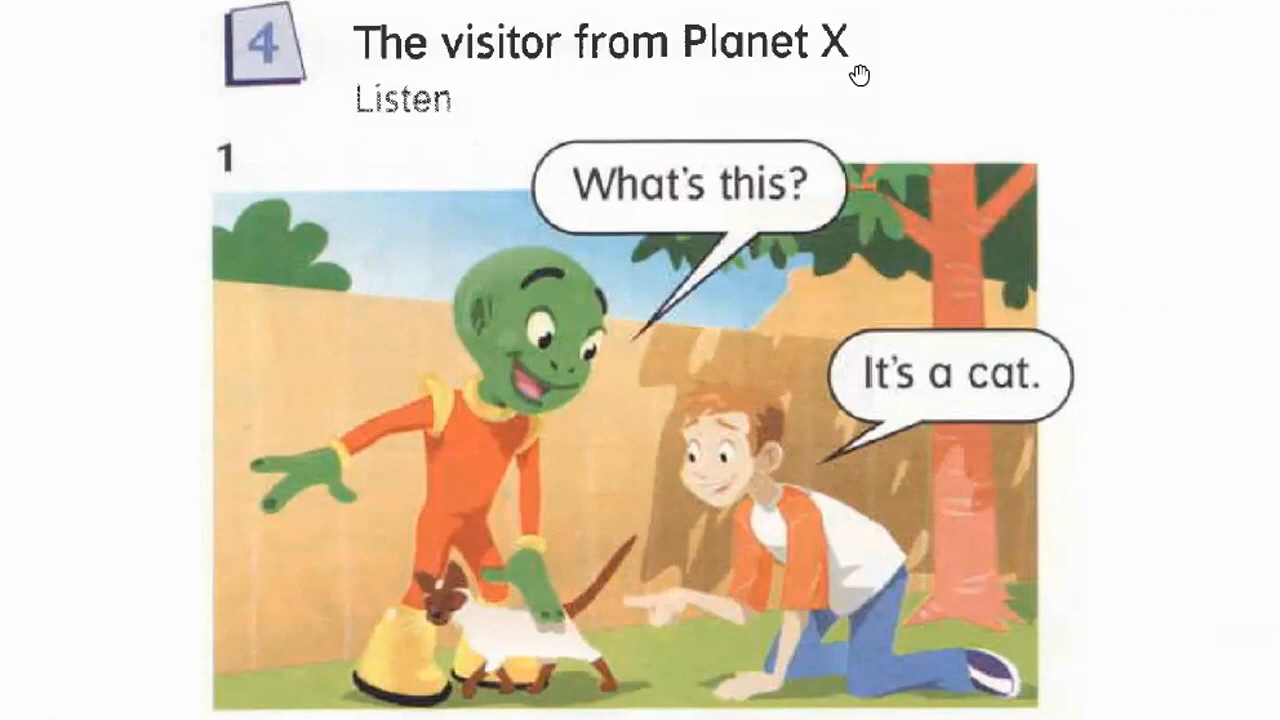 4
The visitor from Planet X
Listen
1
What's this?
It's a cat.